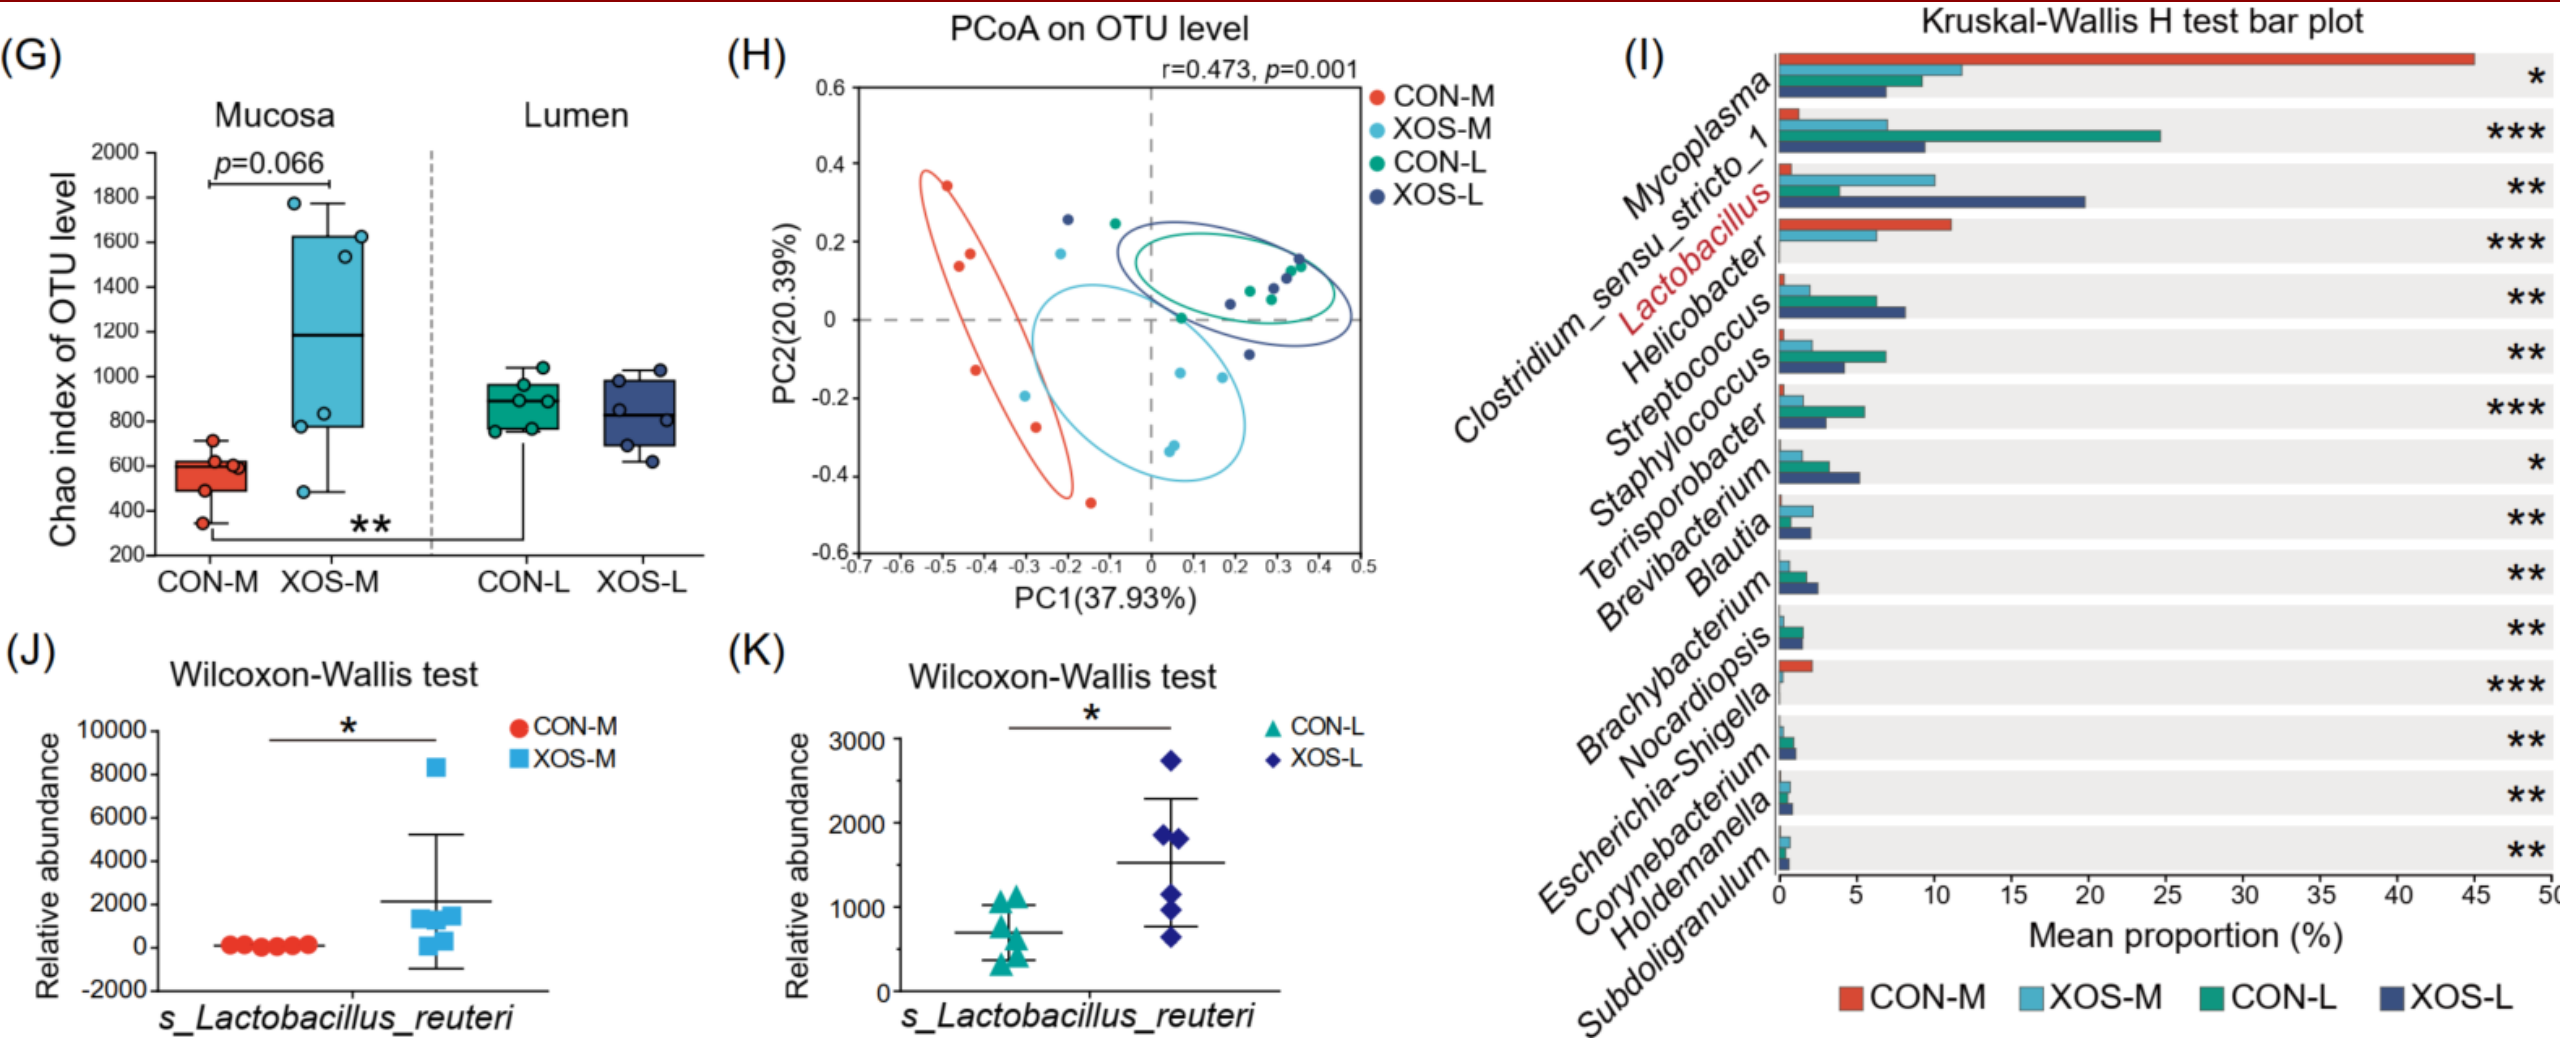 (G)
Mucosa
Lumen
p=0.066
Chao index of OTU level
2000
1800
1600
1400
1200
1000
800
600
400
200
**
CON-M XOS-M CON-L XOS-L
(H)
PCoA on OTU level
r=0.473, p=0.001
CON-M
XOS-M
CON-L
XOS-L
PC2(20.39%)
0.6
0.4
0.2
0
-0.2
-0.4
-0.6
-0.7 -0.6 -0.5 -0.4 -0.3 -0.2 -0.1 0 0.1 0.2 0.3 0.4 0.5
PC1(37.93%)
(I)
Kruskal-Wallis H test bar plot
Mycoplasma *
Clostridium_sensu_stricto_1 ***
Lactobacillus **
Helicobacter ***
Streptococcus **
Staphylococcus **
Terrisporobacter ***
Brevibacterium *
Blautia **
Brachybacterium **
Nocardiopsis **
Escherichia-Shigella ***
Corynebacterium **
Holdemanella **
Subdoligranulum **
0 5 10 15 20 25 30 35 40 45 50
Mean proportion (%)
CON-M XOS-M CON-L XOS-L
(J)
Wilcoxon-Wallis test
*
CON-M
XOS-M
Relative abundance
10000
8000
6000
4000
2000
0
-2000
s_Lactobacillus_reuteri
(K)
Wilcoxon-Wallis test
*
CON-L
XOS-L
Relative abundance
3000
2000
1000
0
s_Lactobacillus_reuteri